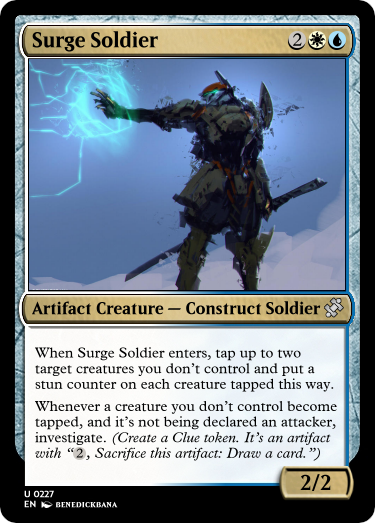 Surge Soldier 2
Artifact Creature — Construct Soldier
When Surge Soldier enters, tap up to two
target creatures you don't control and put a
stun counter on each creature tapped this way.
Whenever a creature you don't control become
tapped, and it's not being declared an attacker,
investigate. (Create a Clue token. It's an artifact
with “2, Sacrifice this artifact: Draw a card.”)
2/2
U 0227
EN BENEDICKBANA